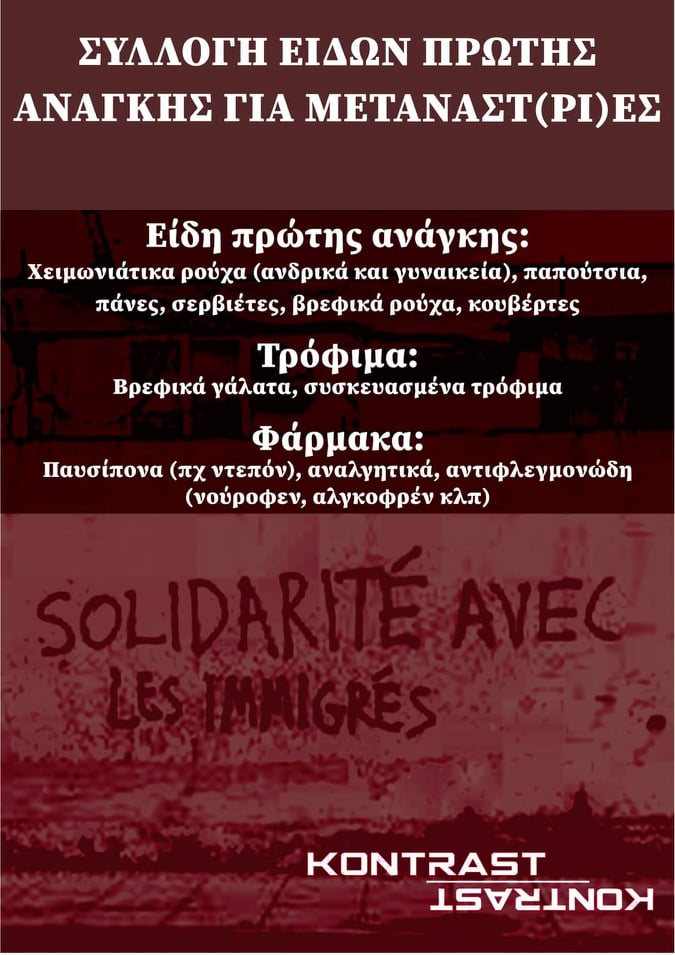 ΣΥΛΛΟΓΗ ΕΙΔΩΝ ΠΡΩΤΗΣ
ΑΝΑΓΚΗΣ ΓΙΑ ΜΕΤΑΝΑΣΤ(ΡΙ)ΕΣ
Είδη πρώτης ανάγκης:
Χειμωνιάτικα ρούχα (ανδρικά και γυναικεία), παπούτσια,
πάνες, σερβιέτες, βρεφικά ρούχα, κουβέρτες
Τρόφιμα:
Βρεφικά γάλατα, συσκευασμένα τρόφιμα
Φάρμακα:
Παυσίπονα (πχ ντεπόν), αναλγητικά, αντιφλεγμονώδη
(νούροφεν, αλγκοφρέν κλπ)
SOLIDARITÉ AVEC
LES IMMIGRÉS
KONTRAST
KONTRAST